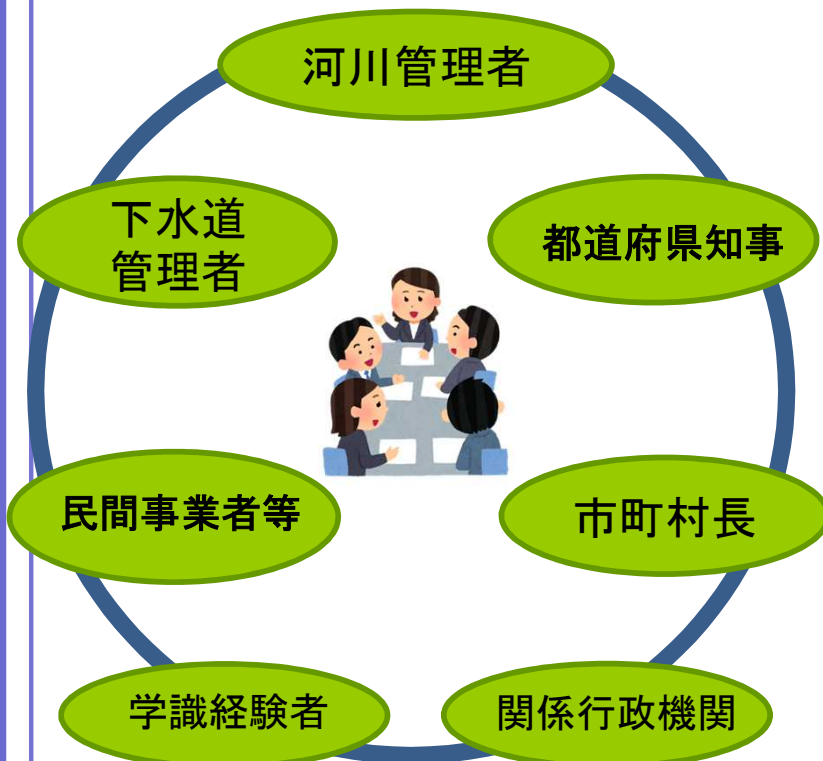 河川管理者
下水道
管理者
都道府県知事
民間事業者等
市町村長
学識経験者
関係行政機関